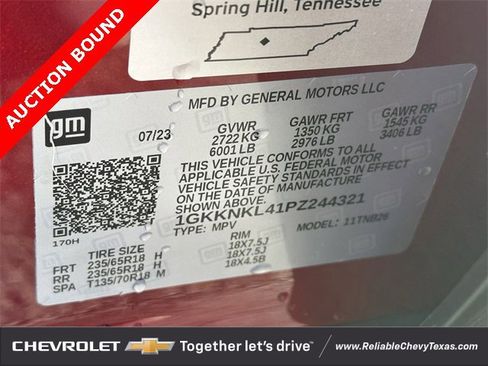 Spring Hill, Tennessee
AUCTION BOUND
gm
MFD BY GENERAL MOTORS LLC
07/23
GVWR GAWR FRT GAWR RR
2722 KG 1350 KG 1545 KG
6001 LB 2976 LB 3406 LB
THIS VEHICLE CONFORMS TO ALL
APPLICABLE U.S. FEDERAL MOTOR
VEHICLE SAFETY STANDARDS IN EFFECT
ON THE DATE OF MANUFACTURE
SHOWN ABOVE.
1GKKNKL41PZ244321
TYPE: MPV MODEL: 11TNB26
170H
TIRE SIZE RIM
FRT 235/65R18 H 18X7.5J
RR 235/65R18 H 18X7.5J
SPA T135/70R18 M 18X4.5B
CHEVROLET Together let's drive™ www.ReliableChevyTexas.com